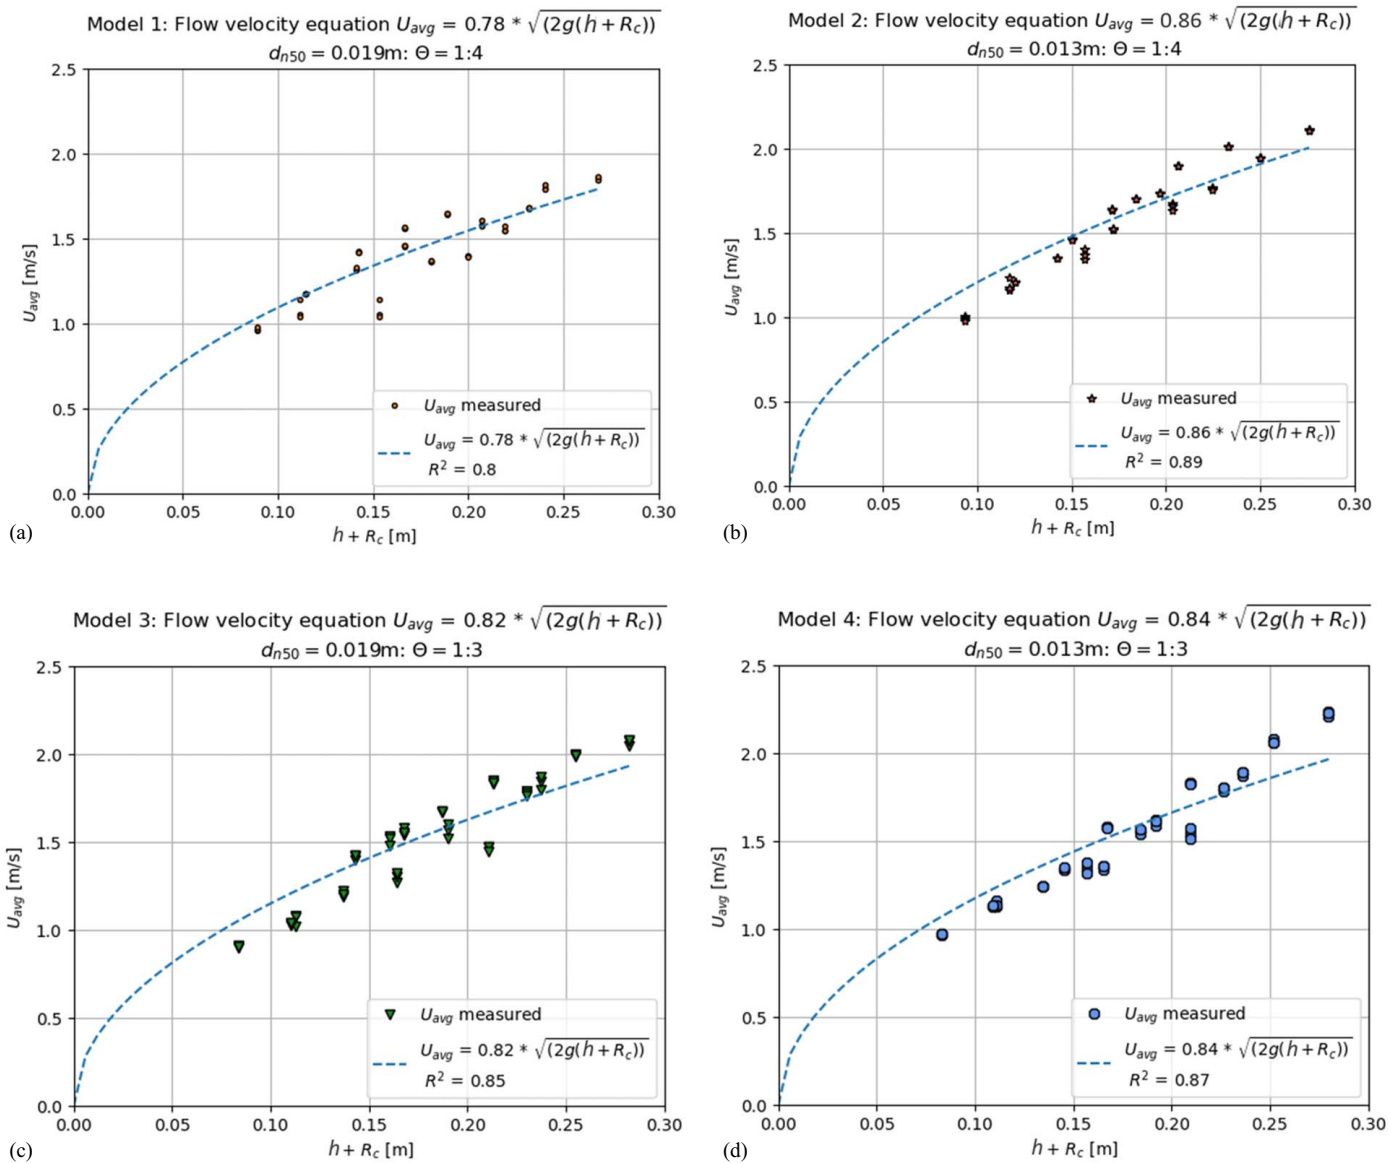 Model 1: Flow velocity equation U_avg = 0.78 * √(2g(h+R_c))
d_n50 = 0.019m: Θ = 1:4
2.5
2.0
1.5
1.0
0.5
0.0
U_avg [m/s]
U_avg measured
U_avg = 0.78 * √(2g(h+R_c))
R² = 0.8
0.00 0.05 0.10 0.15 0.20 0.25 0.30
h + R_c [m]
(a)
Model 2: Flow velocity equation U_avg = 0.86 * √(2g(h+R_c))
d_n50 = 0.013m: Θ = 1:4
2.5
2.0
1.5
1.0
0.5
0.0
U_avg [m/s]
U_avg measured
U_avg = 0.86 * √(2g(h+R_c))
R² = 0.89
0.00 0.05 0.10 0.15 0.20 0.25 0.30
h + R_c [m]
(b)
Model 3: Flow velocity equation U_avg = 0.82 * √(2g(h+R_c))
d_n50 = 0.019m: Θ = 1:3
2.5
2.0
1.5
1.0
0.5
0.0
U_avg [m/s]
U_avg measured
U_avg = 0.82 * √(2g(h+R_c))
R² = 0.85
0.00 0.05 0.10 0.15 0.20 0.25 0.30
h + R_c [m]
(c)
Model 4: Flow velocity equation U_avg = 0.84 * √(2g(h+R_c))
d_n50 = 0.013m: Θ = 1:3
2.5
2.0
1.5
1.0
0.5
0.0
U_avg [m/s]
U_avg measured
U_avg = 0.84 * √(2g(h+R_c))
R² = 0.87
0.00 0.05 0.10 0.15 0.20 0.25 0.30
h + R_c [m]
(d)